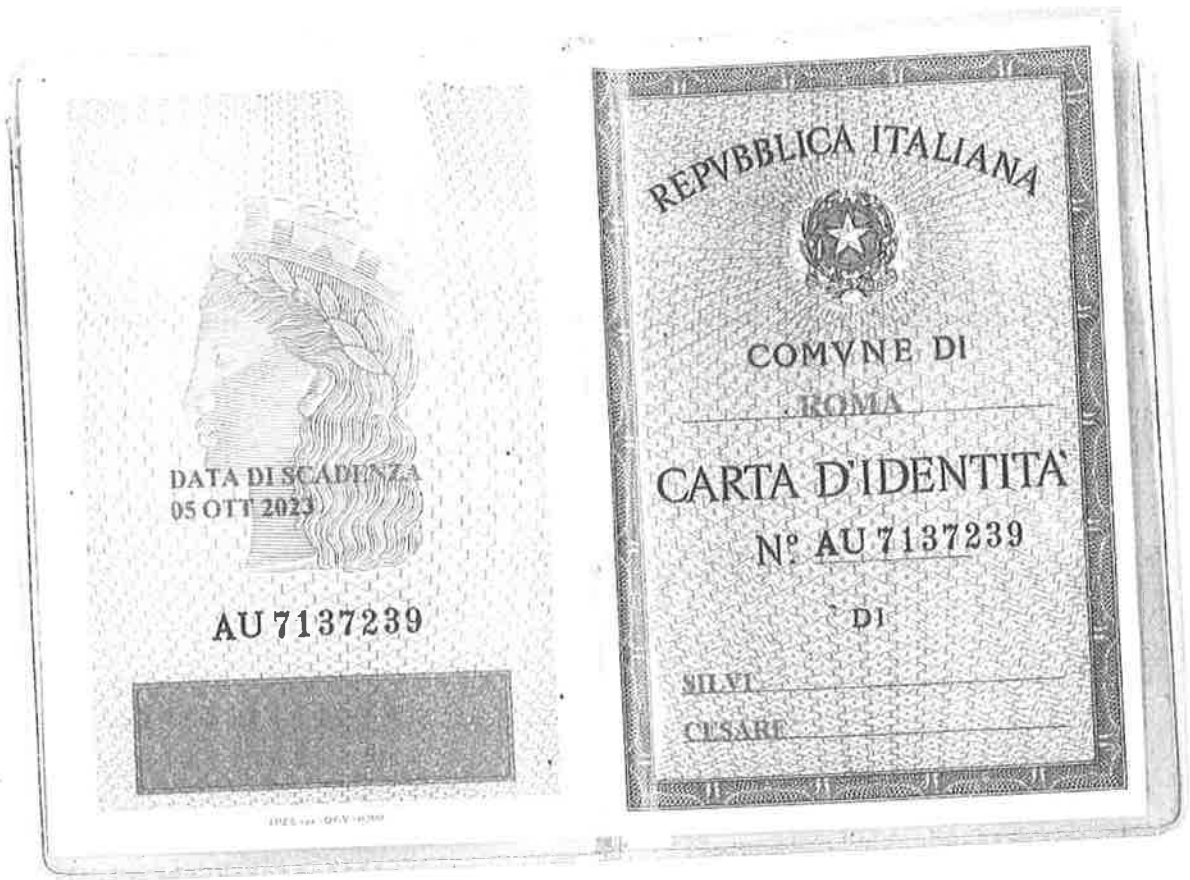 DATA DI SCADENZA
05 OTT 2023
AU 7137239
REPVBBLICA ITALIANA
COMVNE DI
ROMA
CARTA D'IDENTITA'
N° AU 7137239
DI
SILVI
CESARE